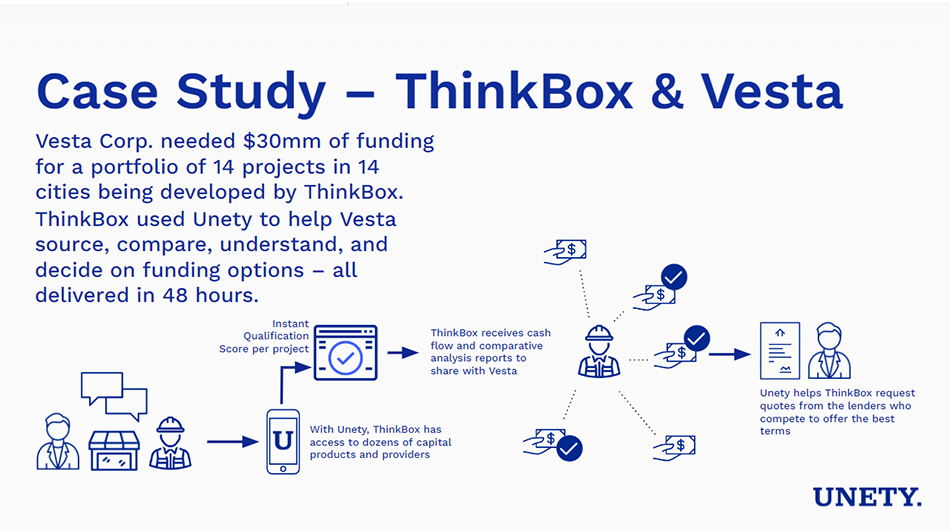 Case Study – ThinkBox & Vesta
Vesta Corp. needed $30mm of funding
for a portfolio of 14 projects in 14
cities being developed by ThinkBox.
ThinkBox used Unety to help Vesta
source, compare, understand, and
decide on funding options – all
delivered in 48 hours.
Instant
Qualification
Score per project
ThinkBox receives cash
flow and comparative
analysis reports to
share with Vesta
U
With Unety, ThinkBox has
access to dozens of capital
products and providers
$
$
$
$
$
Unety helps ThinkBox request
quotes from the lenders who
compete to offer the best
terms
UNETY.